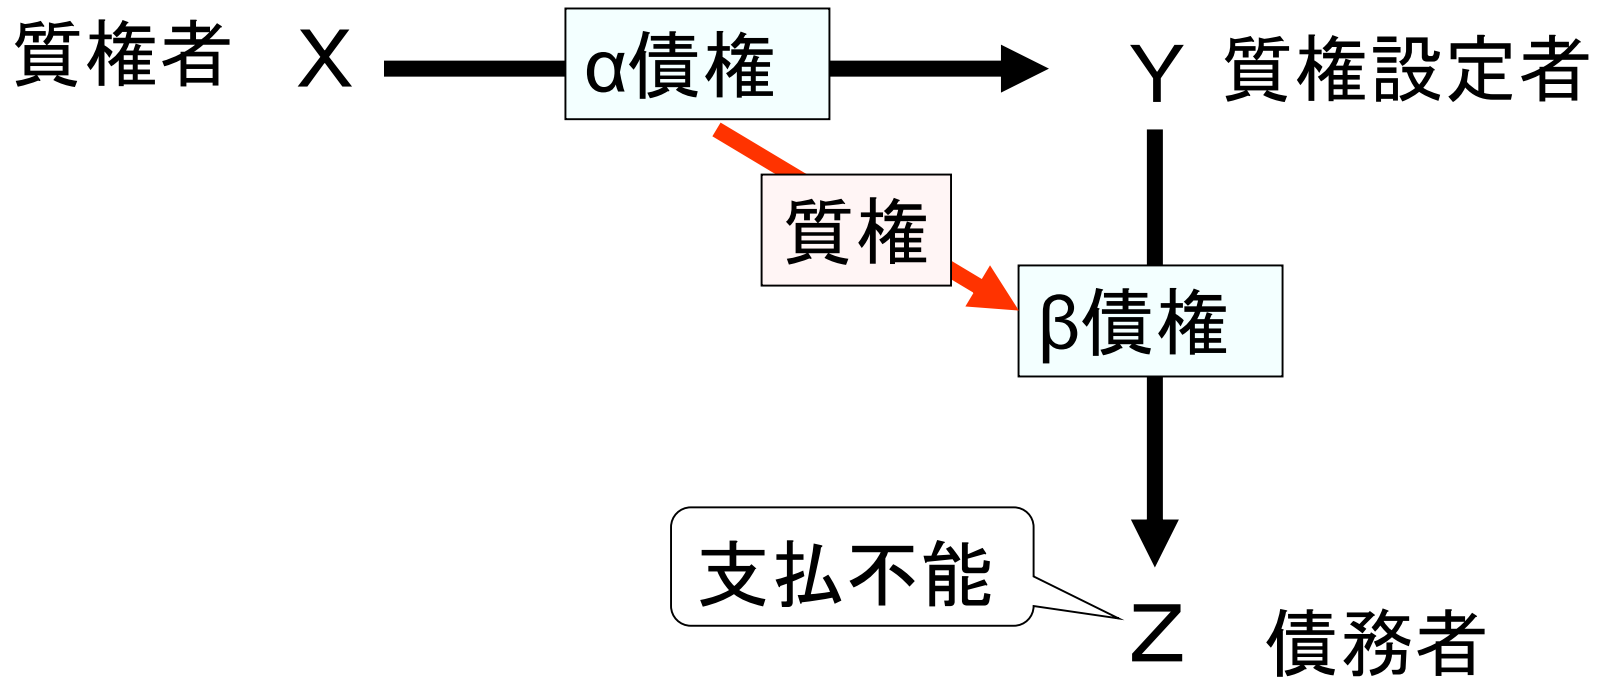 質権者 X
α債権
Y 質権設定者
質権
β債権
支払不能
Z 債務者